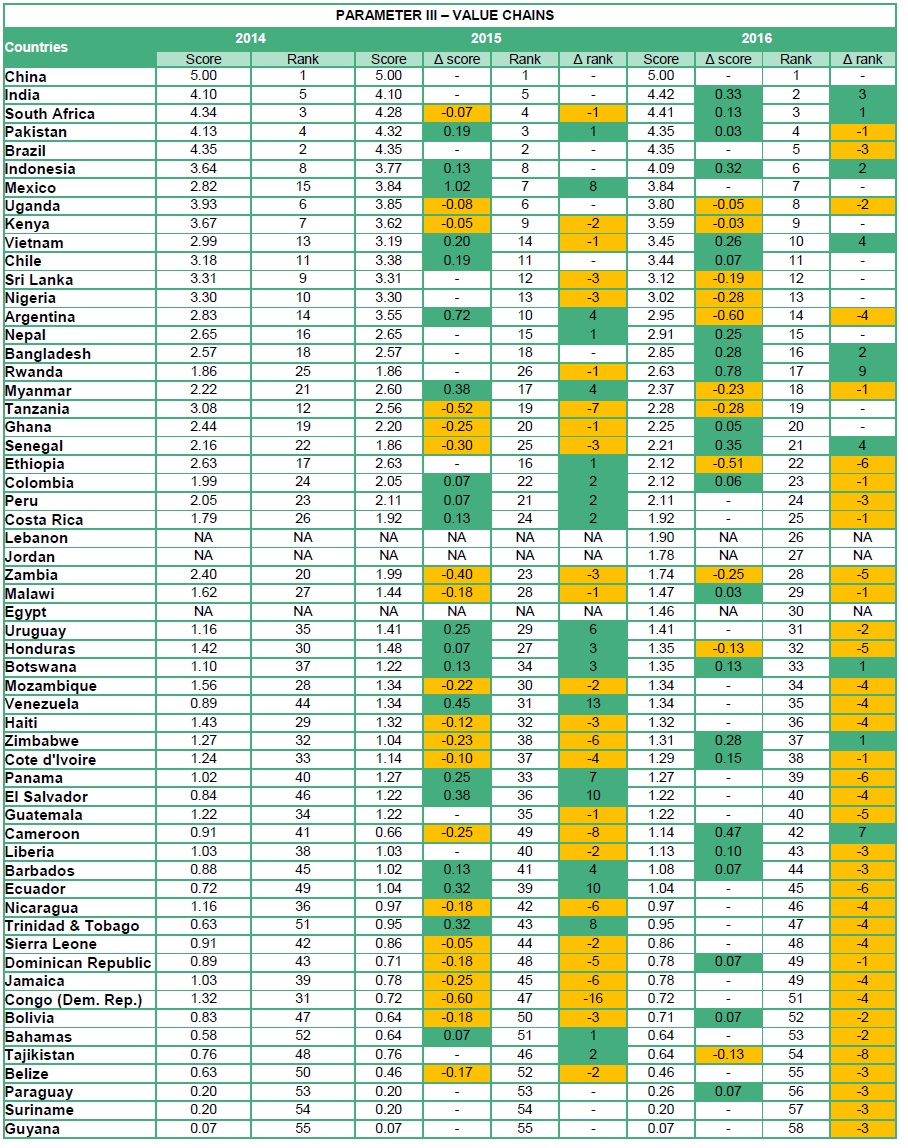 PARAMETER III – VALUE CHAINS
Countries 2014 2015 2016
Score Rank Score Δ score Rank Δ rank Score Δ score Rank Δ rank
China 5.00 1 5.00 - 1 - 5.00 - 1 -
India 4.10 5 4.10 - 5 - 4.42 0.33 2 3
South Africa 4.34 3 4.28 -0.07 4 -1 4.41 0.13 3 1
Pakistan 4.13 4 4.32 0.19 3 1 4.35 0.03 4 -1
Brazil 4.35 2 4.35 - 2 - 4.35 - 5 -3
Indonesia 3.64 8 3.77 0.13 8 - 4.09 0.32 6 2
Mexico 2.82 15 3.84 1.02 7 8 3.84 - 7 -
Uganda 3.93 6 3.85 -0.08 6 - 3.80 -0.05 8 -2
Kenya 3.67 7 3.62 -0.05 9 -2 3.59 -0.03 9 -
Vietnam 2.99 13 3.19 0.20 14 -1 3.45 0.26 10 4
Chile 3.18 11 3.38 0.19 11 - 3.44 0.07 11 -
Sri Lanka 3.31 9 3.31 - 12 -3 3.12 -0.19 12 -
Nigeria 3.30 10 3.30 - 13 -3 3.02 -0.28 13 -
Argentina 2.83 14 3.55 0.72 10 4 2.95 -0.60 14 -4
Nepal 2.65 16 2.65 - 15 1 2.91 0.25 15 -
Bangladesh 2.57 18 2.57 - 18 - 2.85 0.28 16 2
Rwanda 1.86 25 1.86 - 26 -1 2.63 0.78 17 9
Myanmar 2.22 21 2.60 0.38 17 4 2.37 -0.23 18 -1
Tanzania 3.08 12 2.56 -0.52 19 -7 2.28 -0.28 19 -
Ghana 2.44 19 2.20 -0.25 20 -1 2.25 0.05 20 -
Senegal 2.16 22 1.86 -0.30 25 -3 2.21 0.35 21 4
Ethiopia 2.63 17 2.63 - 16 1 2.12 -0.51 22 -6
Colombia 1.99 24 2.05 0.07 22 2 2.12 0.06 23 -1
Peru 2.05 23 2.11 0.07 21 2 2.11 - 24 -3
Costa Rica 1.79 26 1.92 0.13 24 2 1.92 - 25 -1
Lebanon NA NA NA NA NA NA 1.90 NA 26 NA
Jordan NA NA NA NA NA NA 1.78 NA 27 NA
Zambia 2.40 20 1.99 -0.40 23 -3 1.74 -0.25 28 -5
Malawi 1.62 27 1.44 -0.18 28 -1 1.47 0.03 29 -1
Egypt NA NA NA NA NA NA 1.46 NA 30 NA
Uruguay 1.16 35 1.41 0.25 29 6 1.41 - 31 -2
Honduras 1.42 30 1.48 0.07 27 3 1.35 -0.13 32 -5
Botswana 1.10 37 1.22 0.13 34 3 1.35 0.13 33 1
Mozambique 1.56 28 1.34 -0.22 30 -2 1.34 - 34 -4
Venezuela 0.89 44 1.34 0.45 31 13 1.34 - 35 -4
Haiti 1.43 29 1.32 -0.12 32 -3 1.32 - 36 -4
Zimbabwe 1.27 32 1.04 -0.23 38 -6 1.31 0.28 37 1
Cote d'Ivoire 1.24 33 1.14 -0.10 37 -4 1.29 0.15 38 -1
Panama 1.02 40 1.27 0.25 33 7 1.27 - 39 -6
El Salvador 0.84 46 1.22 0.38 36 10 1.22 - 40 -4
Guatemala 1.22 34 1.22 - 35 -1 1.22 - 40 -5
Cameroon 0.91 41 0.66 -0.25 49 -8 1.14 0.47 42 7
Liberia 1.03 38 1.03 - 40 -2 1.13 0.10 43 -3
Barbados 0.88 45 1.02 0.13 41 4 1.08 0.07 44 -3
Ecuador 0.72 49 1.04 0.32 39 10 1.04 - 45 -6
Nicaragua 1.16 36 0.97 -0.18 42 -6 0.97 - 46 -4
Trinidad & Tobago 0.63 51 0.95 0.32 43 8 0.95 - 47 -4
Sierra Leone 0.91 42 0.86 -0.05 44 -2 0.86 - 48 -4
Dominican Republic 0.89 43 0.71 -0.18 48 -5 0.78 0.07 49 -1
Jamaica 1.03 39 0.78 -0.25 45 -6 0.78 - 49 -4
Congo (Dem. Rep.) 1.32 31 0.72 -0.60 47 -16 0.72 - 51 -4
Bolivia 0.83 47 0.64 -0.18 50 -3 0.71 0.07 52 -2
Bahamas 0.58 52 0.64 0.07 51 1 0.64 - 53 -2
Tajikistan 0.76 48 0.76 - 46 2 0.64 -0.13 54 -8
Belize 0.63 50 0.46 -0.17 52 -2 0.46 - 55 -3
Paraguay 0.20 53 0.20 - 53 - 0.26 0.07 56 -3
Suriname 0.20 54 0.20 - 54 - 0.20 - 57 -3
Guyana 0.07 55 0.07 - 55 - 0.07 - 58 -3